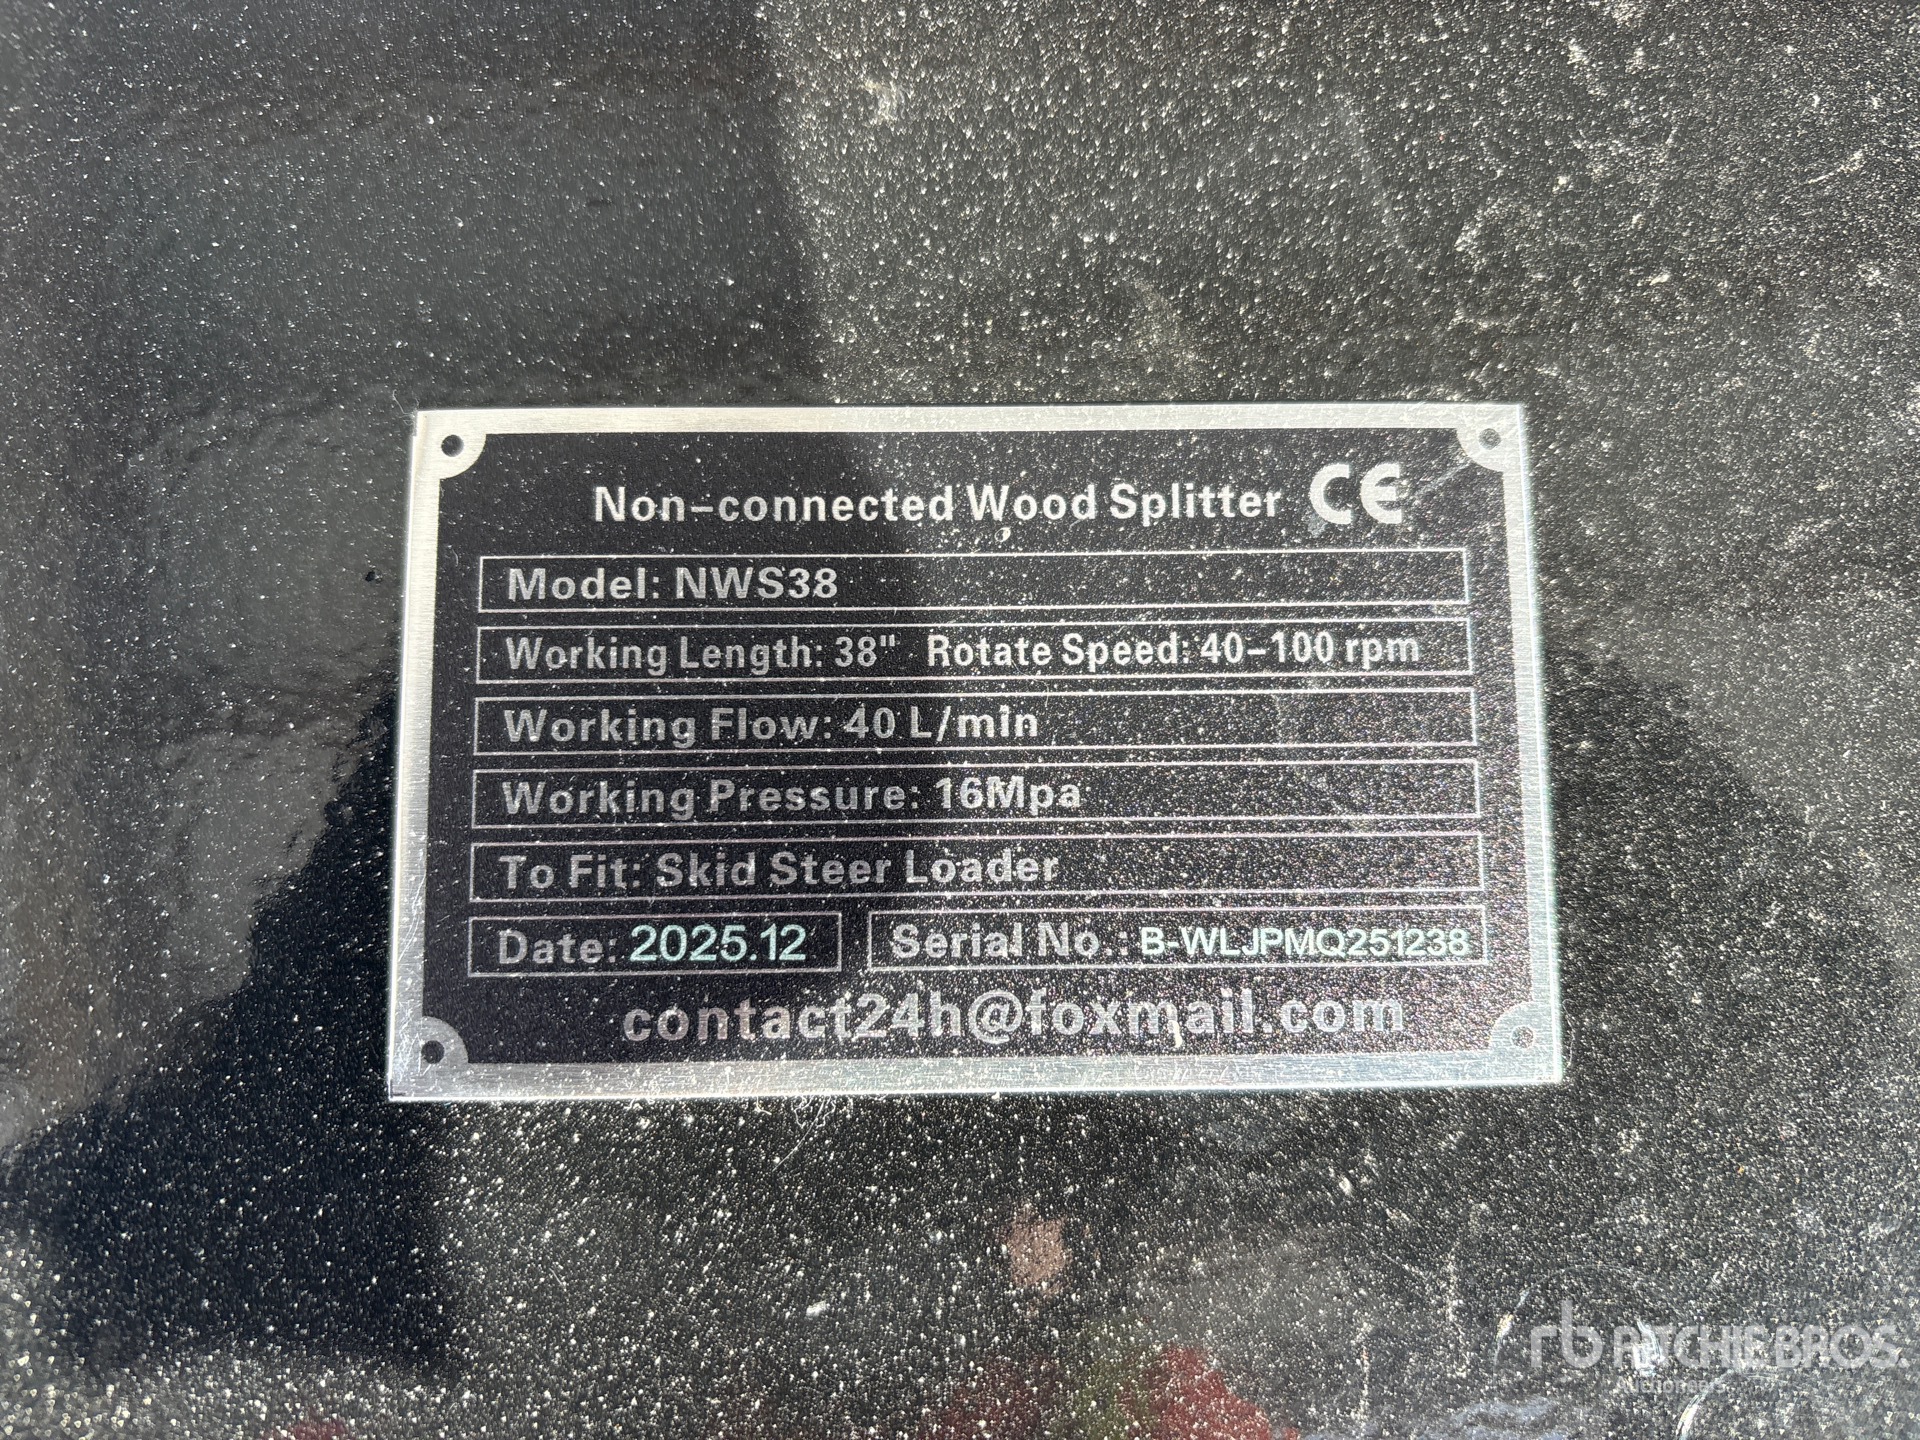 Non-connected Wood Splitter CE
Model: NWS38
Working Length: 38" Rotate Speed: 40-100 rpm
Working Flow: 40 L/min
Working Pressure: 16Mpa
To Fit: Skid Steer Loader
Date: 2025.12 Serial No.: B-WLJPMQ251238
contact24h@foxmail.com
rb RITCHIE BROS.
Auctioneers